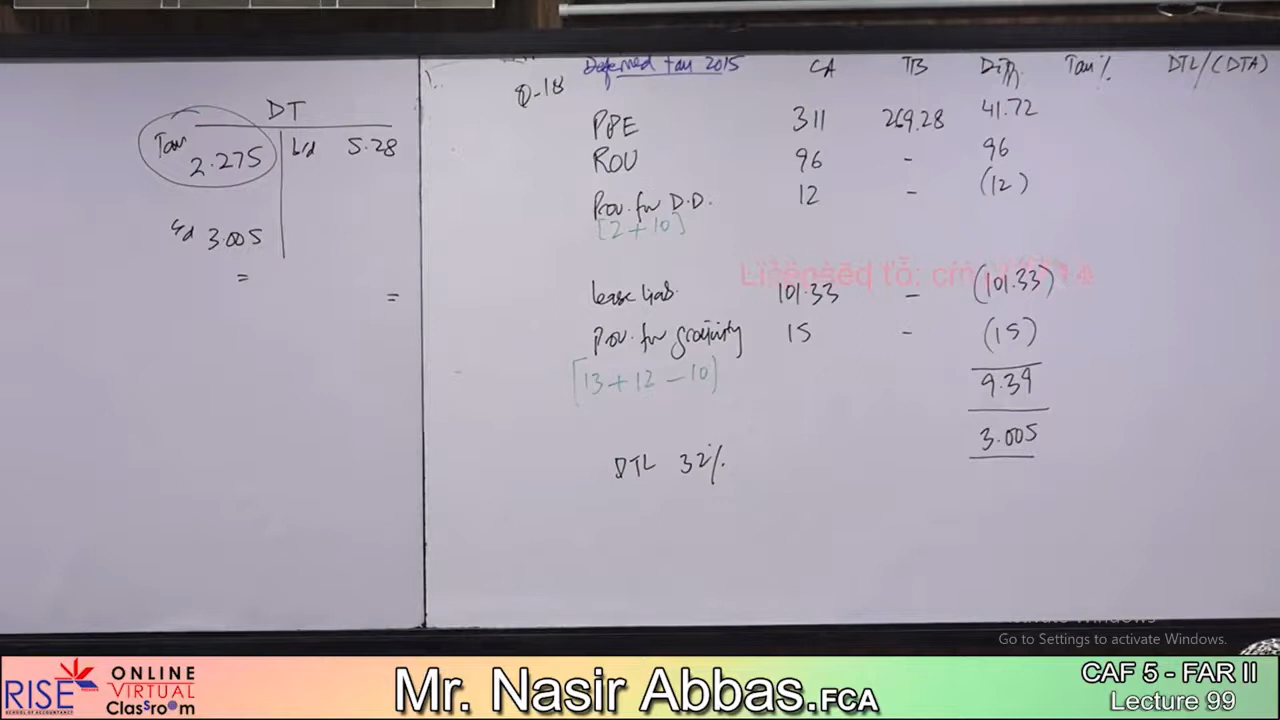 DT
Tax 2.275 b/d 5.28
c/d 3.005
=
=
Q-18 Deferred tax 2015 CA TB Diff. Tax % DTL/(DTA)
PPE 311 269.28 41.72
ROU 96 - 96
Prov. for D.D. 12 - (12)
[2+10]
Licensed to: cm
lease liab. 101.33 - (101.33)
Prov. for gratuity 15 - (15)
[13+12-10]
9.39
DTL 32% 3.005
Go to Settings to activate Windows.
RISE ONLINE VIRTUAL ClassrOOm
Mr. Nasir Abbas.FCA
CAF 5 - FAR II
Lecture 99